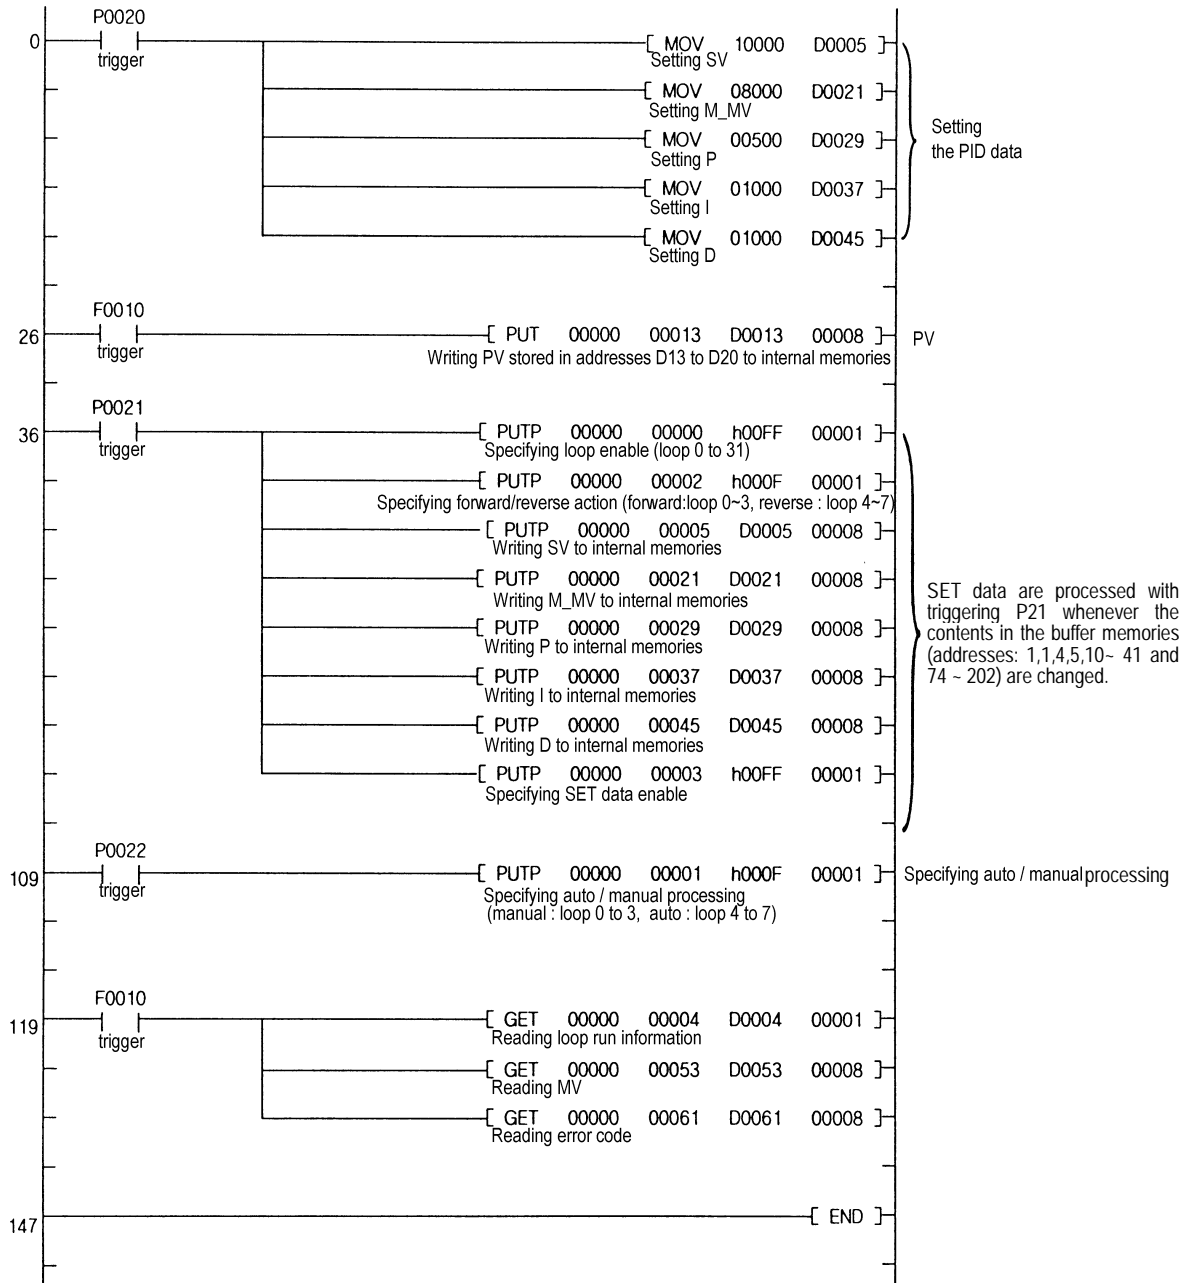 P0020
0 [ MOV 10000 D0005 ]
trigger
Setting SV
[ MOV 08000 D0021 ]
Setting M_MV
[ MOV 00500 D0029 ]
Setting P
[ MOV 01000 D0037 ]
Setting I
[ MOV 01000 D0045 ]
Setting D
Setting
the PID data
F0010
26 [ PUT 00000 00013 D0013 00008 ] PV
trigger
Writing PV stored in addresses D13 to D20 to internal memories
P0021
36 [ PUTP 00000 00000 h00FF 00001 ]
trigger
Specifying loop enable (loop 0 to 31)
[ PUTP 00000 00002 h000F 00001 ]
Specifying forward/reverse action (forward:loop 0~3, reverse : loop 4~7)
[ PUTP 00000 00005 D0005 00008 ]
Writing SV to internal memories
[ PUTP 00000 00021 D0021 00008 ]
Writing M_MV to internal memories
[ PUTP 00000 00029 D0029 00008 ]
Writing P to internal memories
[ PUTP 00000 00037 D0037 00008 ]
Writing I to internal memories
[ PUTP 00000 00045 D0045 00008 ]
Writing D to internal memories
[ PUTP 00000 00003 h00FF 00001 ]
Specifying SET data enable
SET data are processed with
triggering P21 whenever the
contents in the buffer memories
(addresses: 1,1,4,5,10~ 41 and
74 ~ 202) are changed.
P0022
109 [ PUTP 00000 00001 h000F 00001 ] Specifying auto / manual processing
trigger
Specifying auto / manual processing
(manual : loop 0 to 3, auto : loop 4 to 7)
F0010
119 [ GET 00000 00004 D0004 00001 ]
trigger
Reading loop run information
[ GET 00000 00053 D0053 00008 ]
Reading MV
[ GET 00000 00061 D0061 00008 ]
Reading error code
147 [ END ]